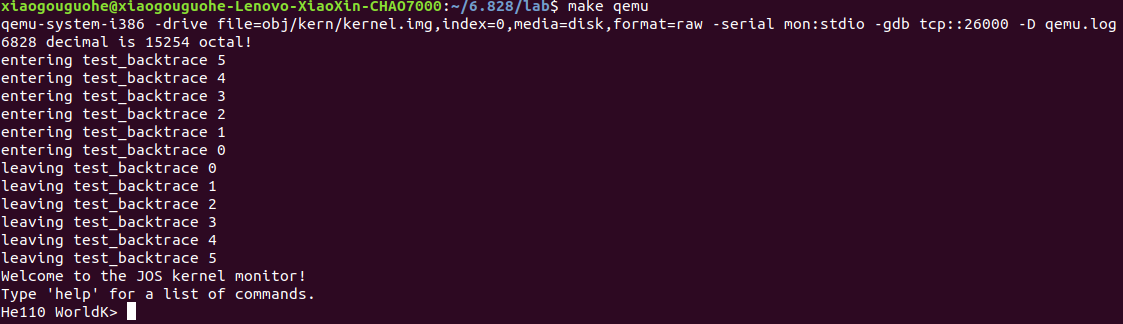 xiaogouguohe@xiaogouguohe-Lenovo-XiaoXin-CHAO7000:~/6.828/lab$ make qemu
qemu-system-i386 -drive file=obj/kern/kernel.img,index=0,media=disk,format=raw -serial mon:stdio -gdb tcp::26000 -D qemu.log
6828 decimal is 15254 octal!
entering test_backtrace 5
entering test_backtrace 4
entering test_backtrace 3
entering test_backtrace 2
entering test_backtrace 1
entering test_backtrace 0
leaving test_backtrace 0
leaving test_backtrace 1
leaving test_backtrace 2
leaving test_backtrace 3
leaving test_backtrace 4
leaving test_backtrace 5
Welcome to the JOS kernel monitor!
Type 'help' for a list of commands.
He110 WorldK>